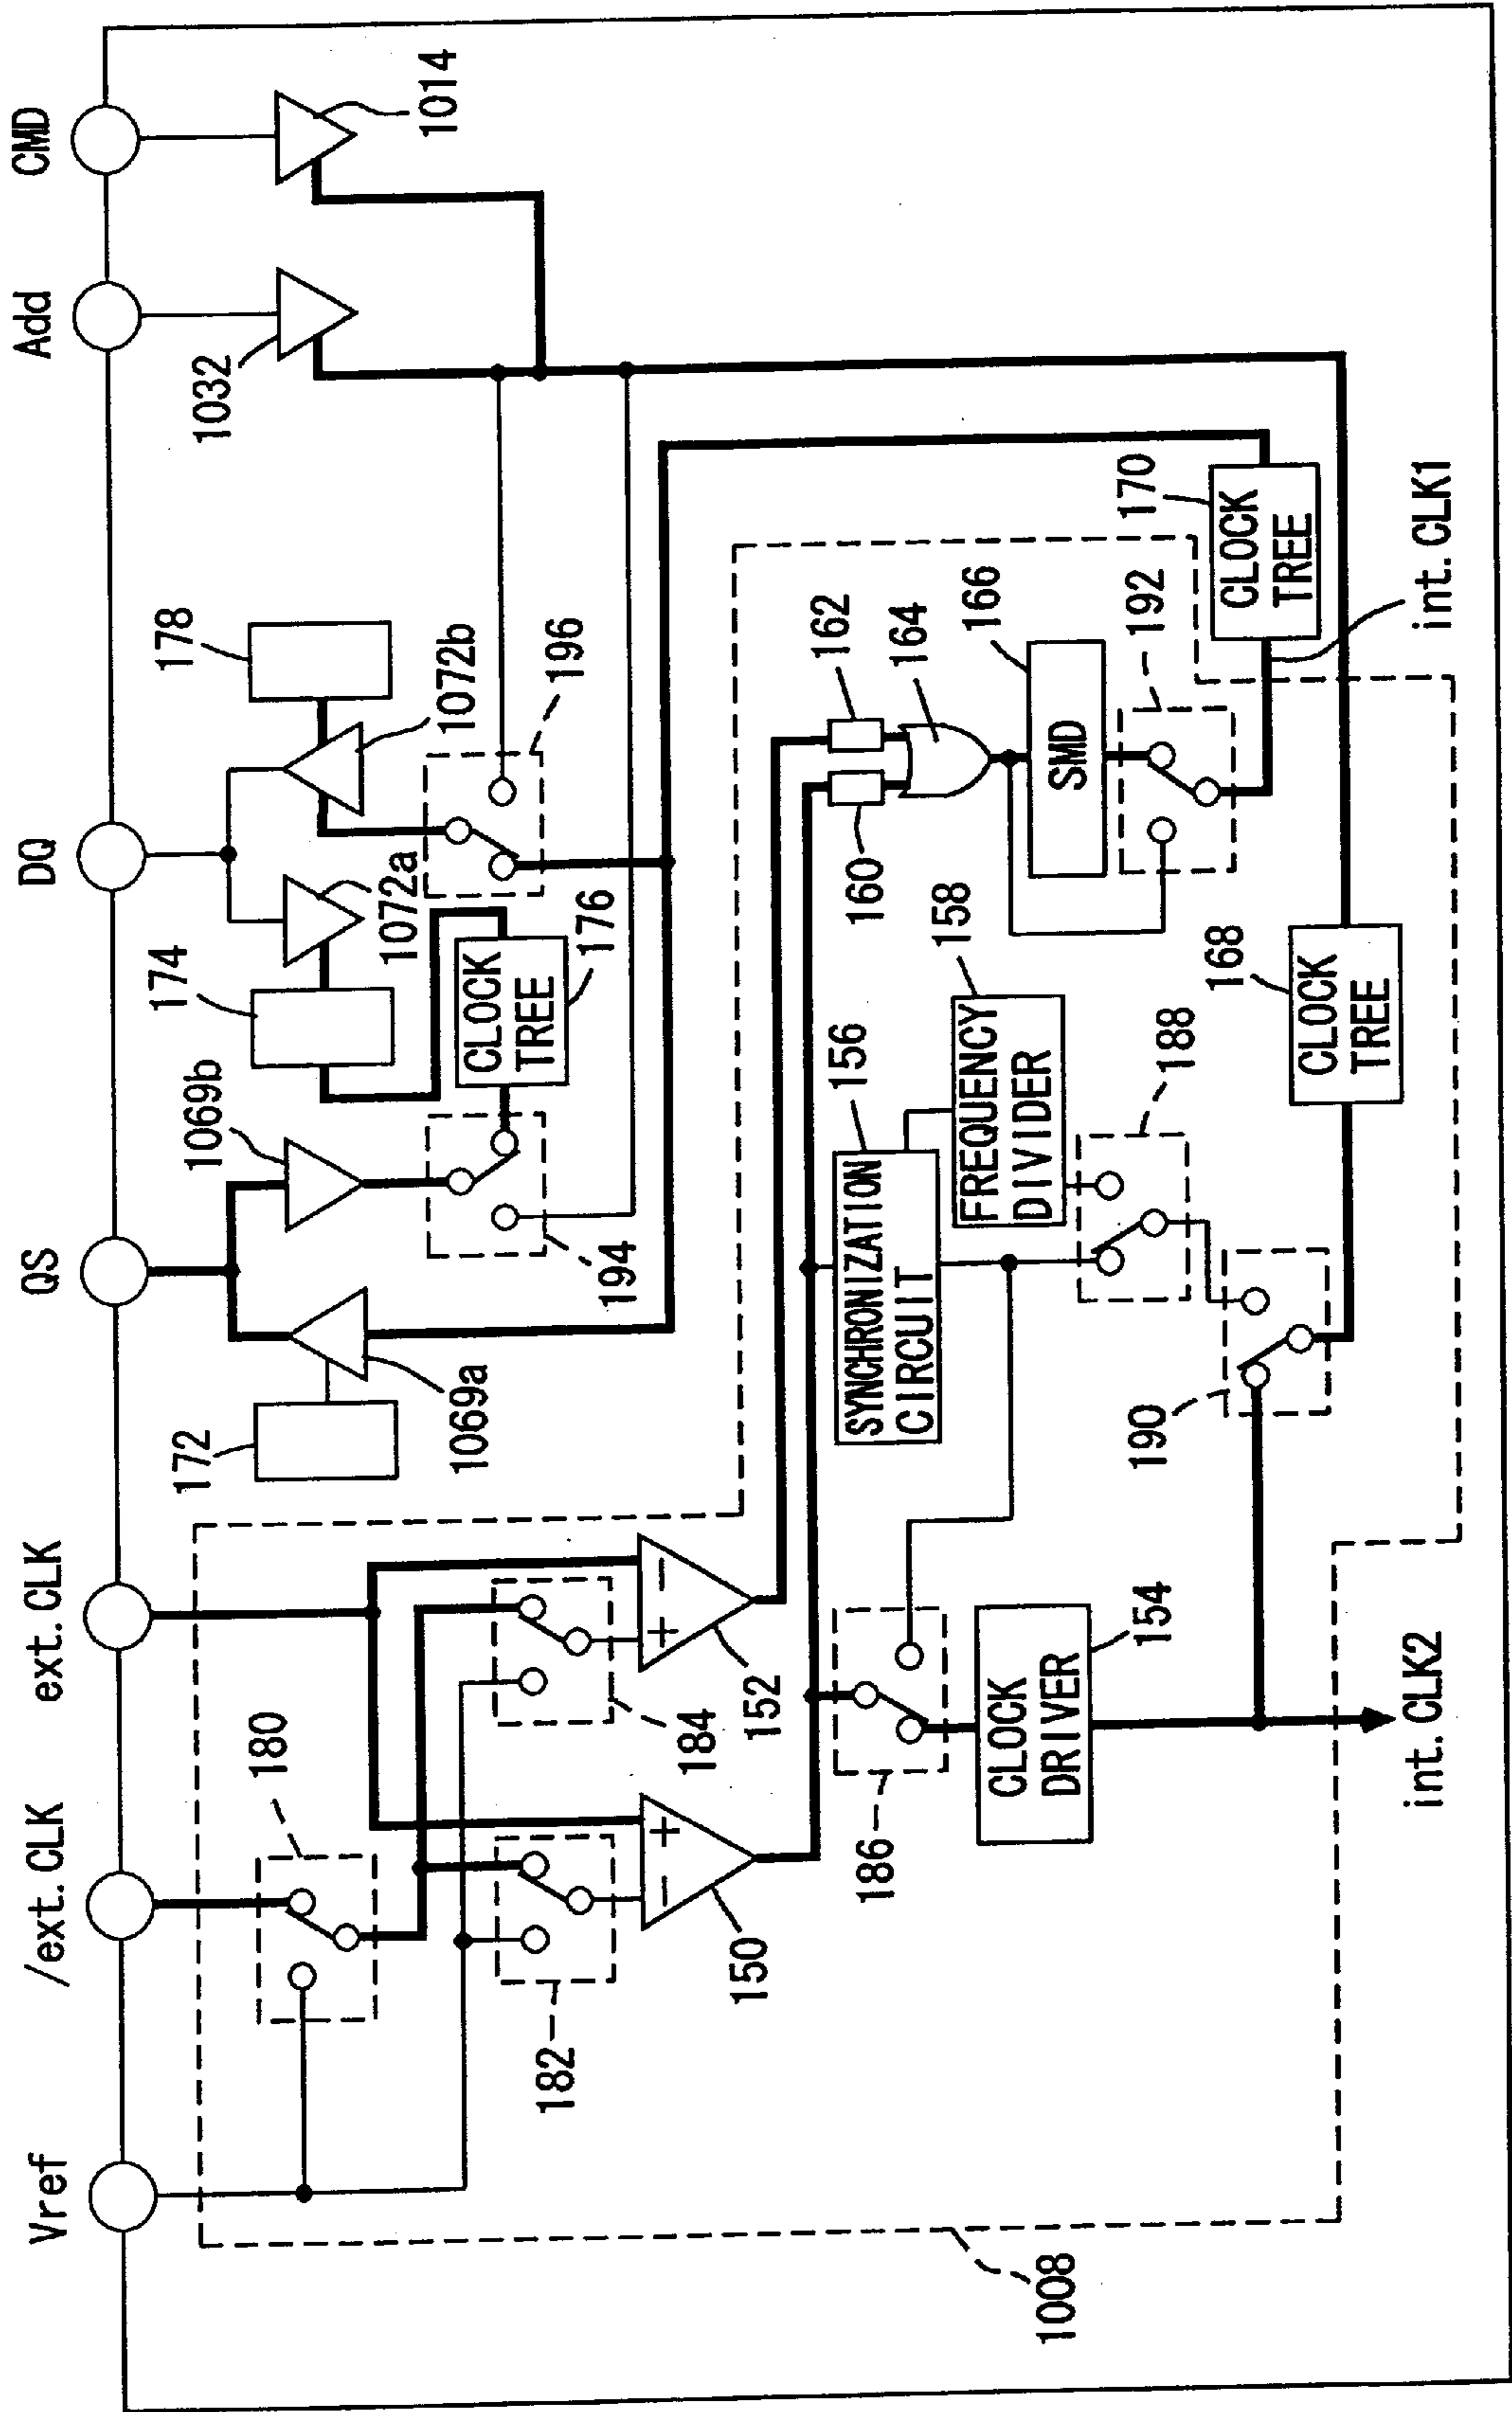 Vref
/ext.CLK
ext.CLK
QS
DQ
Add
CMD
180
172
1069b
174
178
1032
1014
1069a
1072a
1072b
182
184
194
176
CLOCK
TREE
196
150
152
186
156
158
160
162
164
166
SYNCHRONIZATION
CIRCUIT
FREQUENCY
DIVIDER
SMD
CLOCK
DRIVER
154
188
192
170
190
168
CLOCK
TREE
CLOCK
TREE
1008
int.CLK2
int.CLK1
+
−
+
−